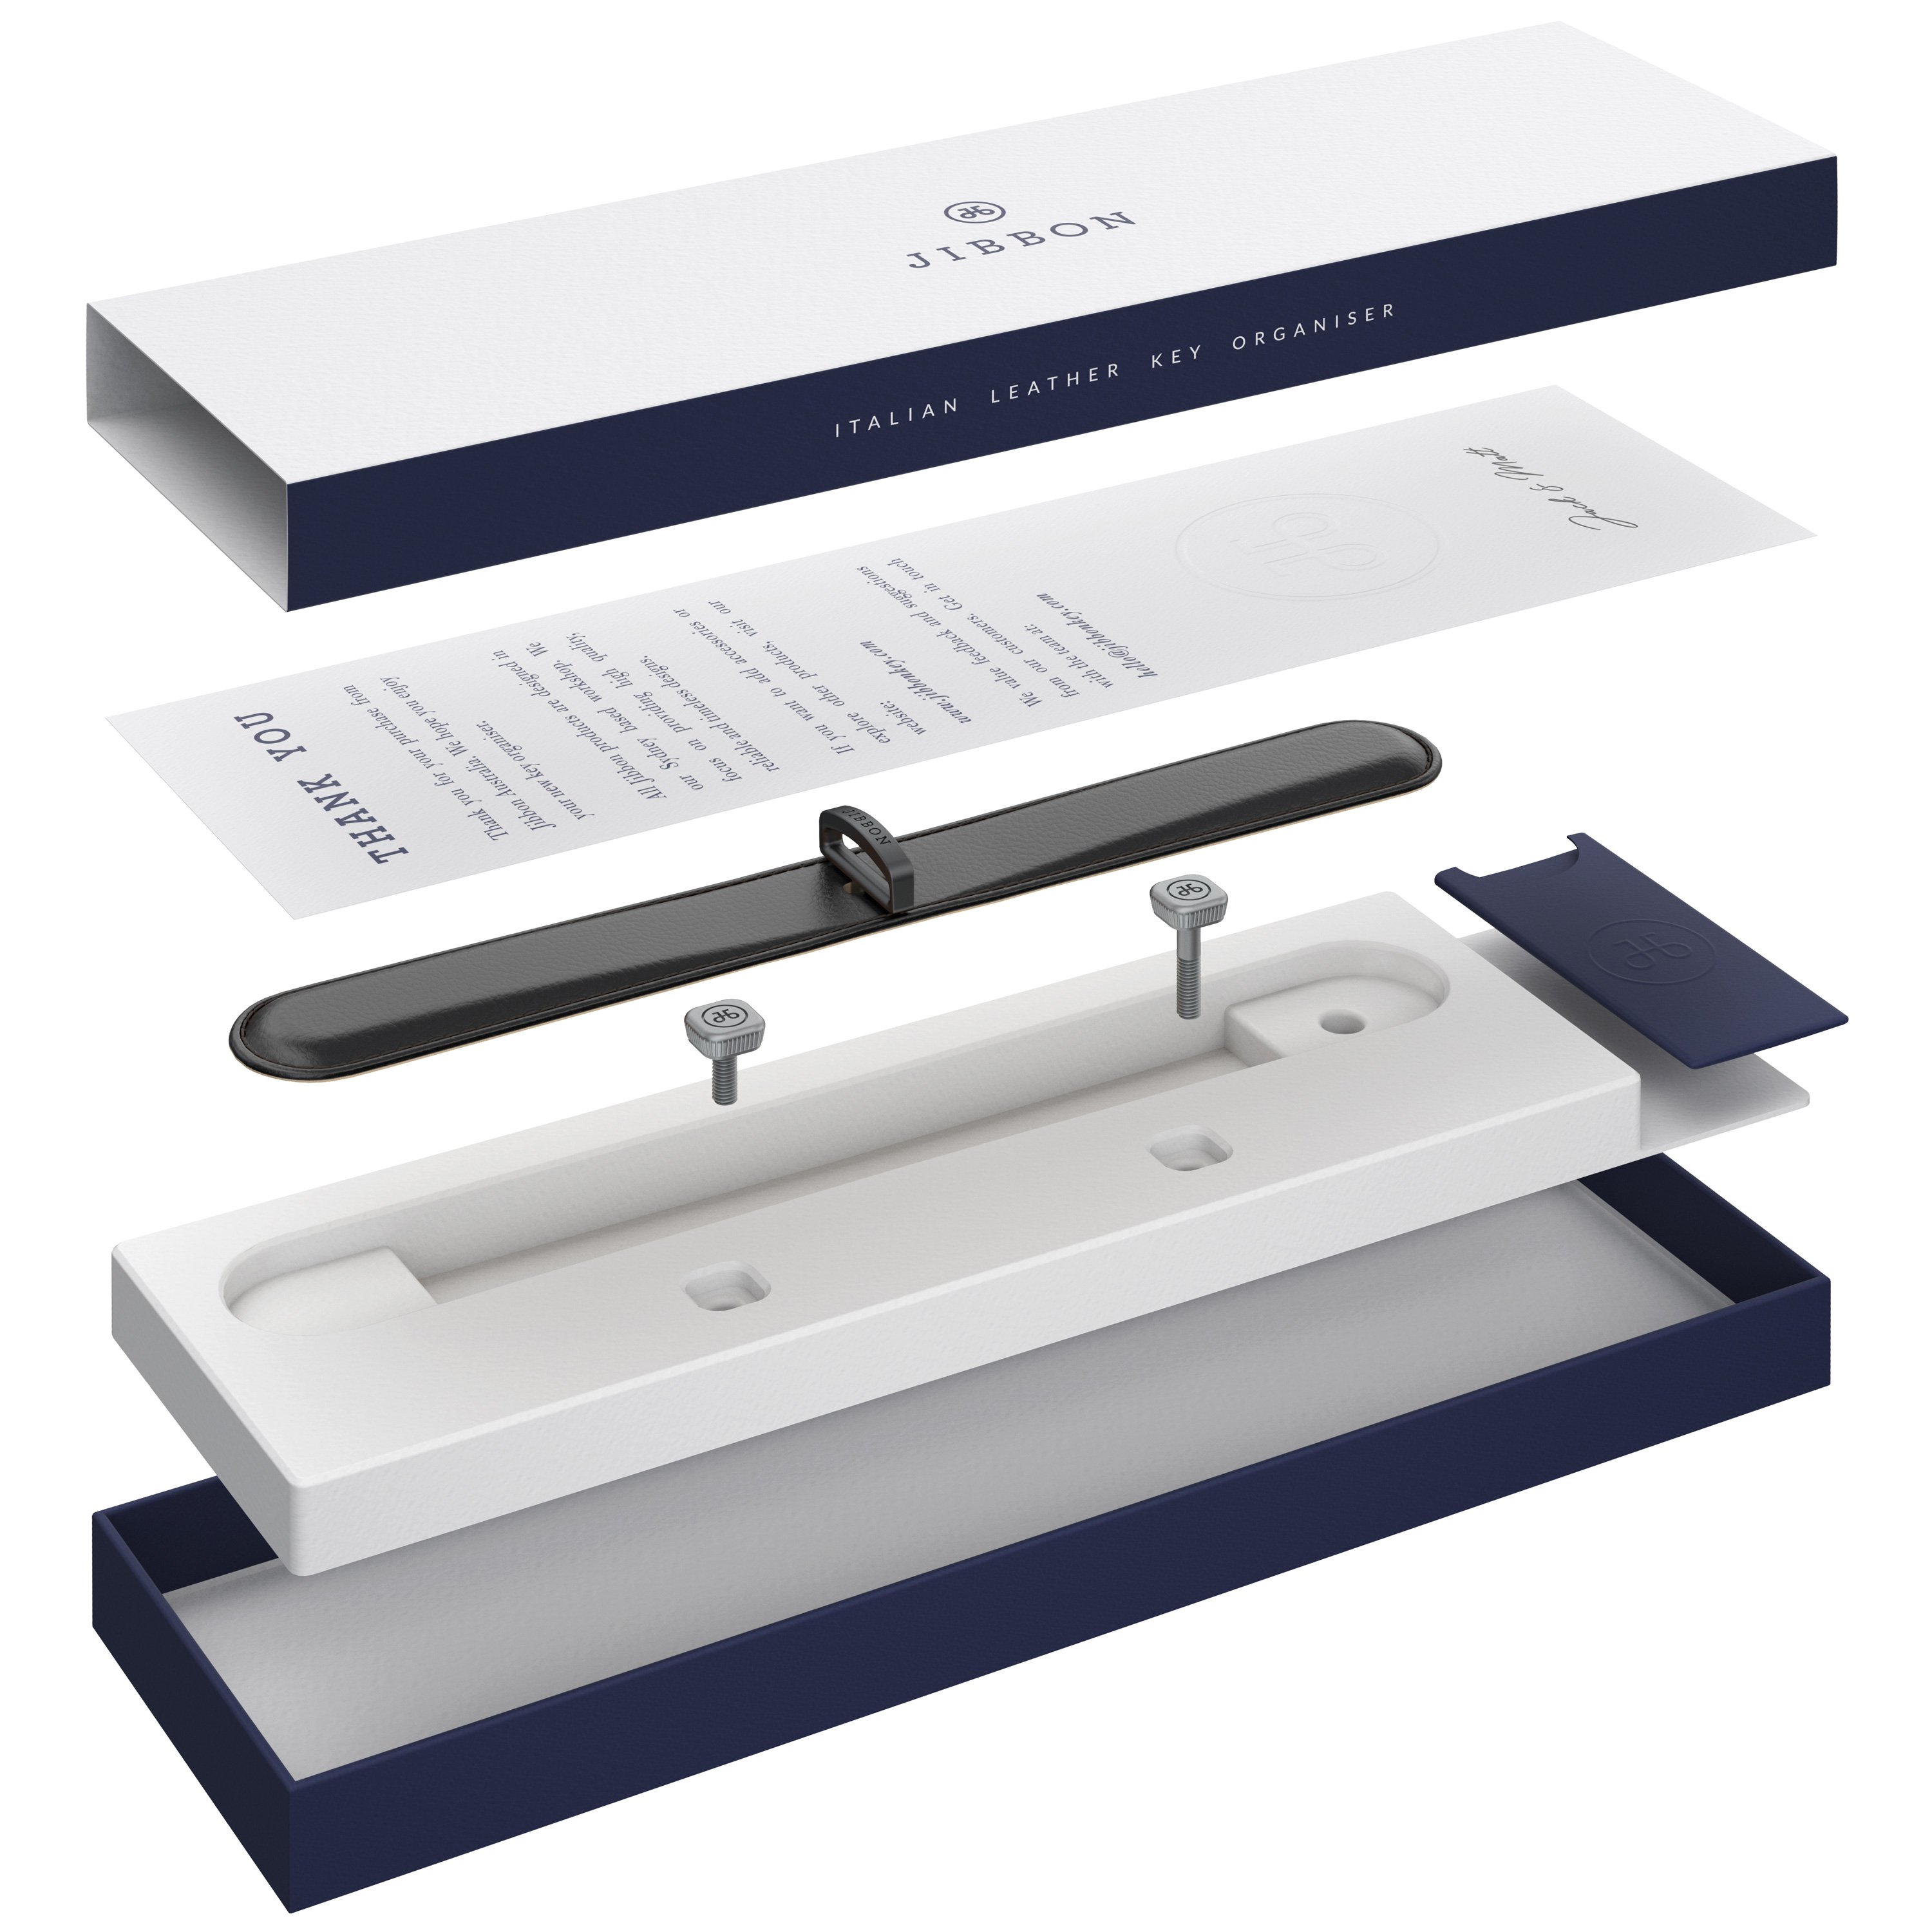 JIBBON
ITALIAN LEATHER KEY ORGANISER
THANK YOU
Thank you for your purchase from
Jibbon Australia. We hope you enjoy
your new key organiser.
All Jibbon products are designed in
our Sydney based workshop. We
focus on providing high quality,
reliable and timeless designs.
If you want to add accessories or
explore other products, visit our
website:
www.jibbonkey.com
We value feedback and suggestions
from our customers. Get in touch
with the team at:
hello@jibbonkey.com
Jack & Matt
JIBBON